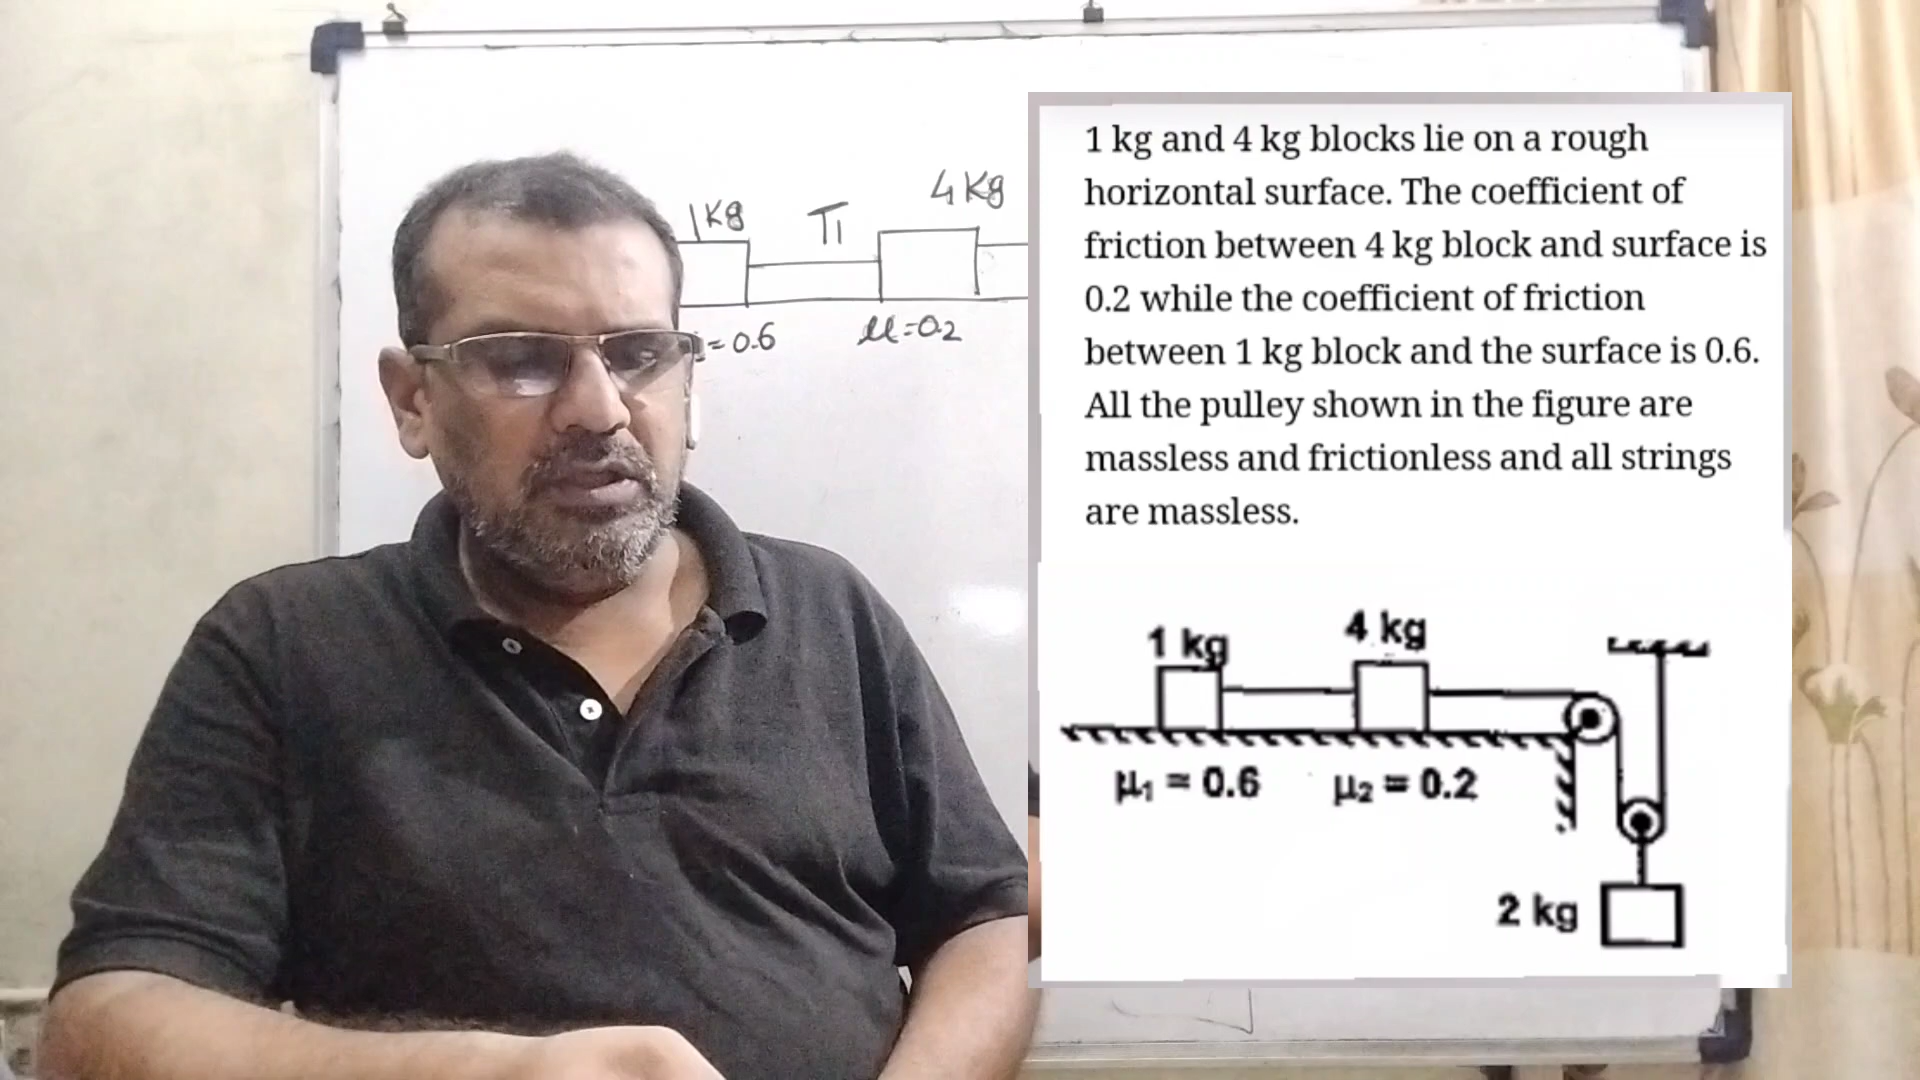 1 kg and 4 kg blocks lie on a rough
horizontal surface. The coefficient of
friction between 4 kg block and surface is
0.2 while the coefficient of friction
between 1 kg block and the surface is 0.6.
All the pulley shown in the figure are
massless and frictionless and all strings
are massless.
1 kg
4 kg
μ₁ = 0.6
μ₂ = 0.2
2 kg
1Kg
T1
4Kg
= 0.6
μ=0.2